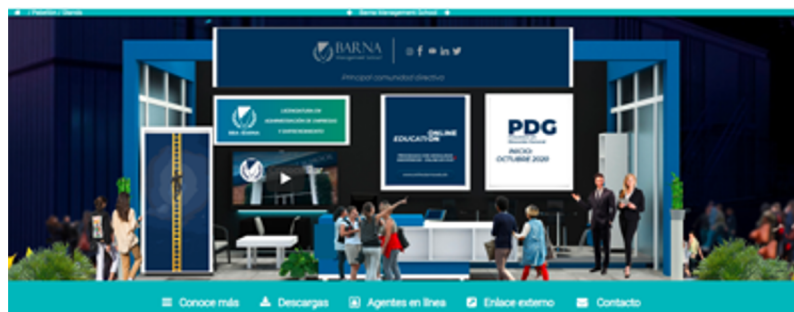 / Pabellón / Stands
Barna Management School
BARNA
Management School
Principal comunidad directiva
LICENCIATURA EN
ADMINISTRACIÓN DE EMPRESAS
Y EMPRENDIMIENTO
ONLINE
EDUCATION
PDG
INICIO:
OCTUBRE 2020
Conoce más
Descargas
Agentes en línea
Enlace externo
Contacto